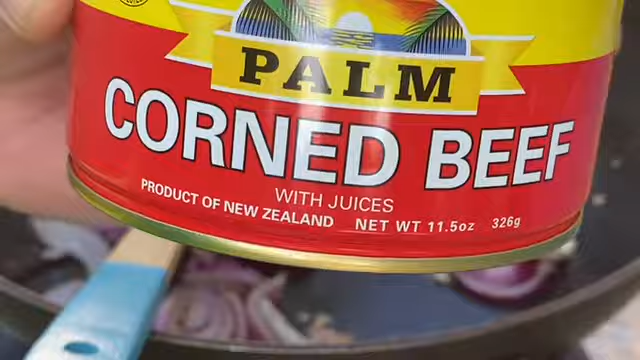 PALM
CORNED BEEF
WITH JUICES
PRODUCT OF NEW ZEALAND NET WT 11.5oz 326g